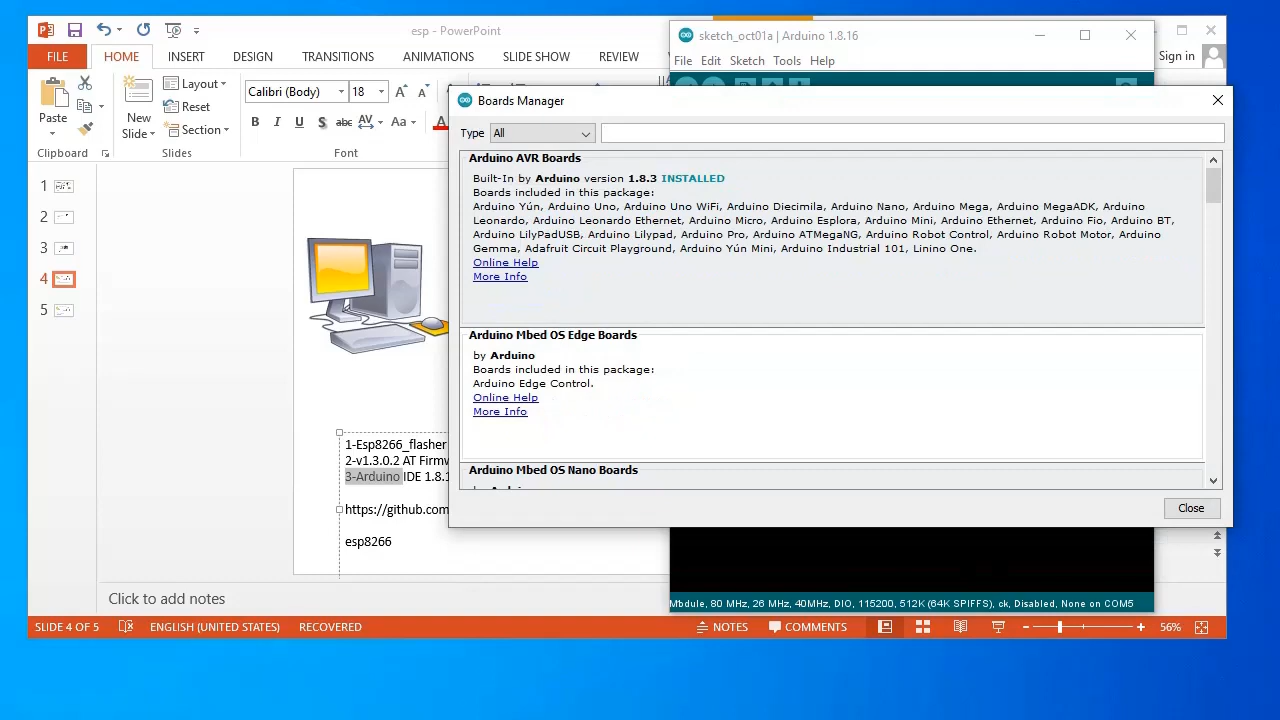 esp - PowerPoint
Sign in
FILE
HOME
INSERT
DESIGN
TRANSITIONS
ANIMATIONS
SLIDE SHOW
REVIEW
Paste
Clipboard
New
Slide
Layout
Reset
Section
Slides
Calibri (Body)
18
B I U S abc AV Aa A
Font
1
2
3
4
5
1-Esp8266_flasher
2-v1.3.0.2 AT Firmw
3-Arduino IDE 1.8.1
https://github.com
esp8266
Click to add notes
SLIDE 4 OF 5
ENGLISH (UNITED STATES)
RECOVERED
NOTES
COMMENTS
56%
sketch_oct01a | Arduino 1.8.16
File Edit Sketch Tools Help
Boards Manager
Type All
Arduino AVR Boards
Built-In by Arduino version 1.8.3 INSTALLED
Boards included in this package:
Arduino Yún, Arduino Uno, Arduino Uno WiFi, Arduino Diecimila, Arduino Nano, Arduino Mega, Arduino MegaADK, Arduino
Leonardo, Arduino Leonardo Ethernet, Arduino Micro, Arduino Esplora, Arduino Mini, Arduino Ethernet, Arduino Fio, Arduino BT,
Arduino LilyPadUSB, Arduino Lilypad, Arduino Pro, Arduino ATMegaNG, Arduino Robot Control, Arduino Robot Motor, Arduino
Gemma, Adafruit Circuit Playground, Arduino Yún Mini, Arduino Industrial 101, Linino One.
Online Help
More Info
Arduino Mbed OS Edge Boards
by Arduino
Boards included in this package:
Arduino Edge Control.
Online Help
More Info
Arduino Mbed OS Nano Boards
Close
Module, 80 MHz, 26 MHz, 40MHz, DIO, 115200, 512K (64K SPIFFS), ck, Disabled, None on COM5